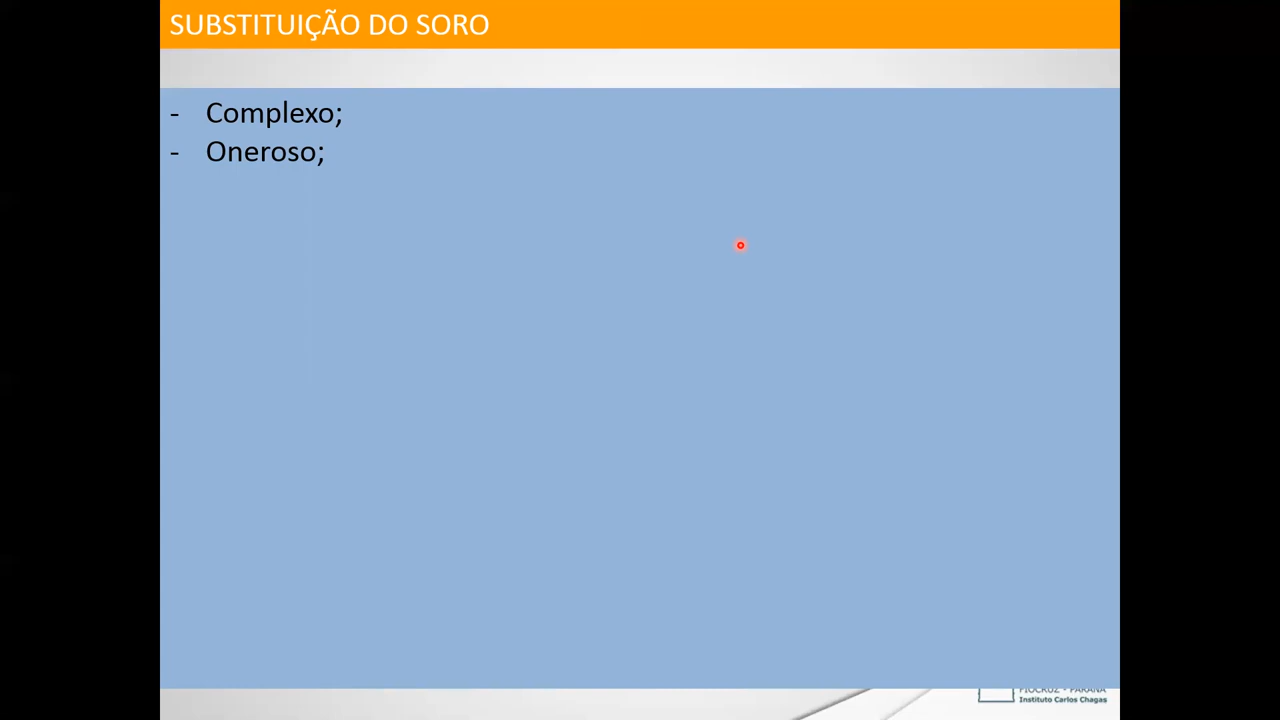 SUBSTITUIÇÃO DO SORO
- Complexo;
- Oneroso;
FIOCRUZ - PARANÁ
Instituto Carlos Chagas